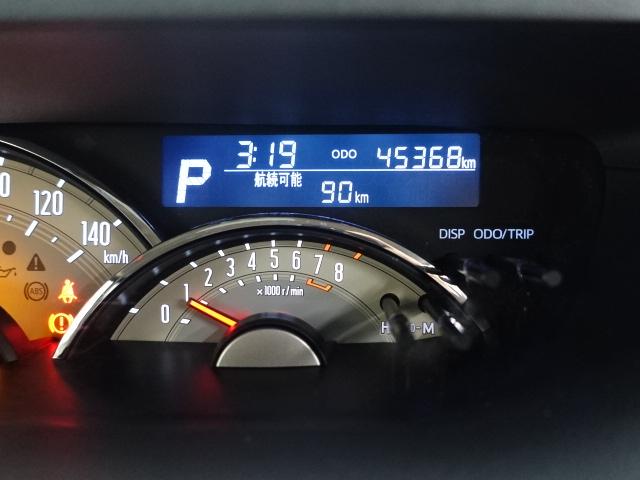 3:19 ODO 45368km
P
航続可能
90km
DISP ODO/TRIP
120
140
km/h
0 1 2 3 4 5 6 7 8
×1000r/min
ABS